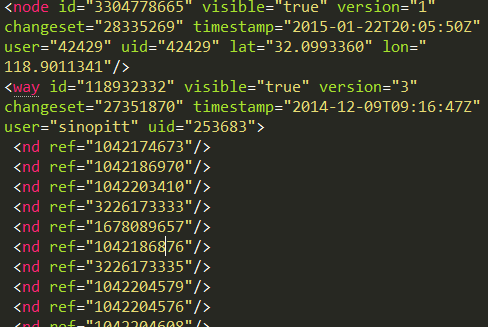 <node id="3304778665" visible="true" version="1"
changeset="28335269" timestamp="2015-01-22T20:05:50Z"
user="42429" uid="42429" lat="32.0993360" lon="
118.9011341"/>
<way id="118932332" visible="true" version="3"
changeset="27351870" timestamp="2014-12-09T09:16:47Z"
user="sinopitt" uid="253683">
<nd ref="1042174673"/>
<nd ref="1042186970"/>
<nd ref="1042203410"/>
<nd ref="3226173333"/>
<nd ref="1678089657"/>
<nd ref="1042186876"/>
<nd ref="3226173335"/>
<nd ref="1042204579"/>
<nd ref="1042204576"/>
<nd ref="1042204608"/>